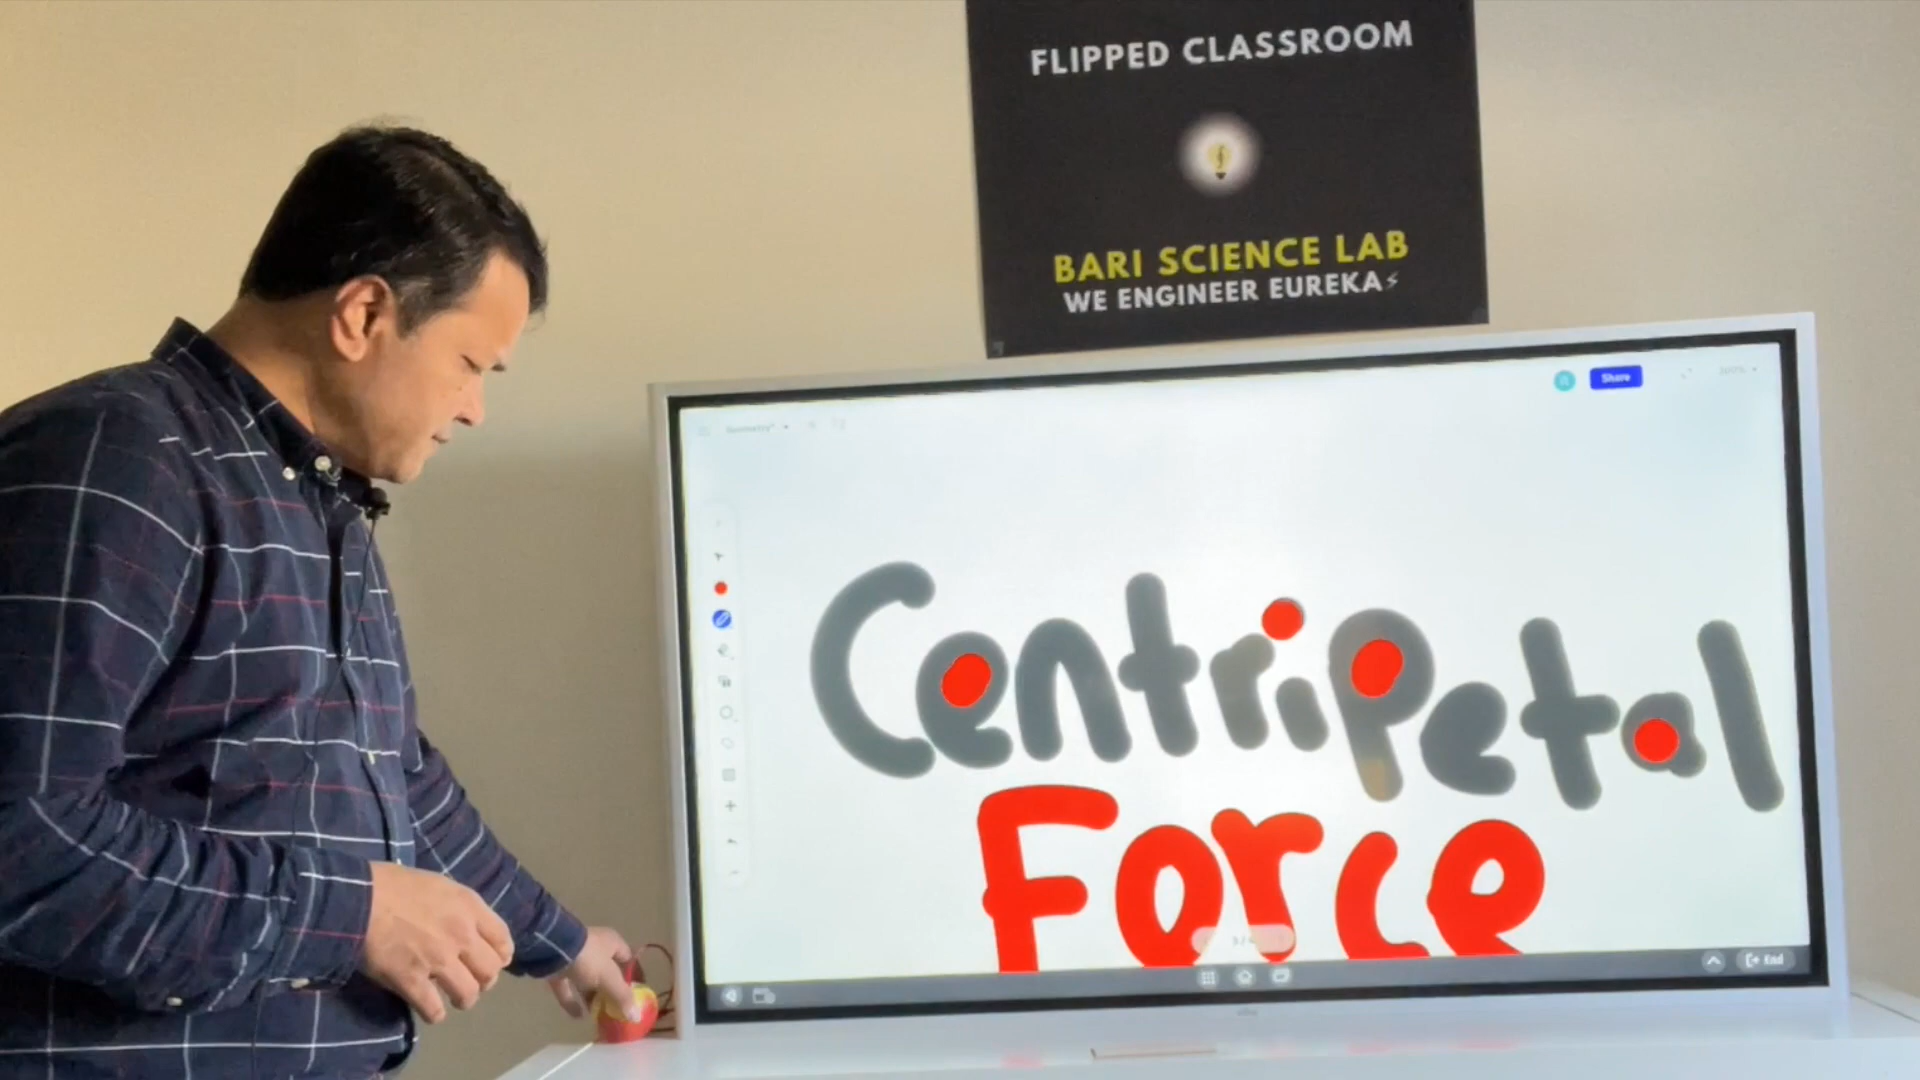 FLIPPED CLASSROOM
BARI SCIENCE LAB
WE ENGINEER EUREKA⚡
Share
Centripetal
Force
End